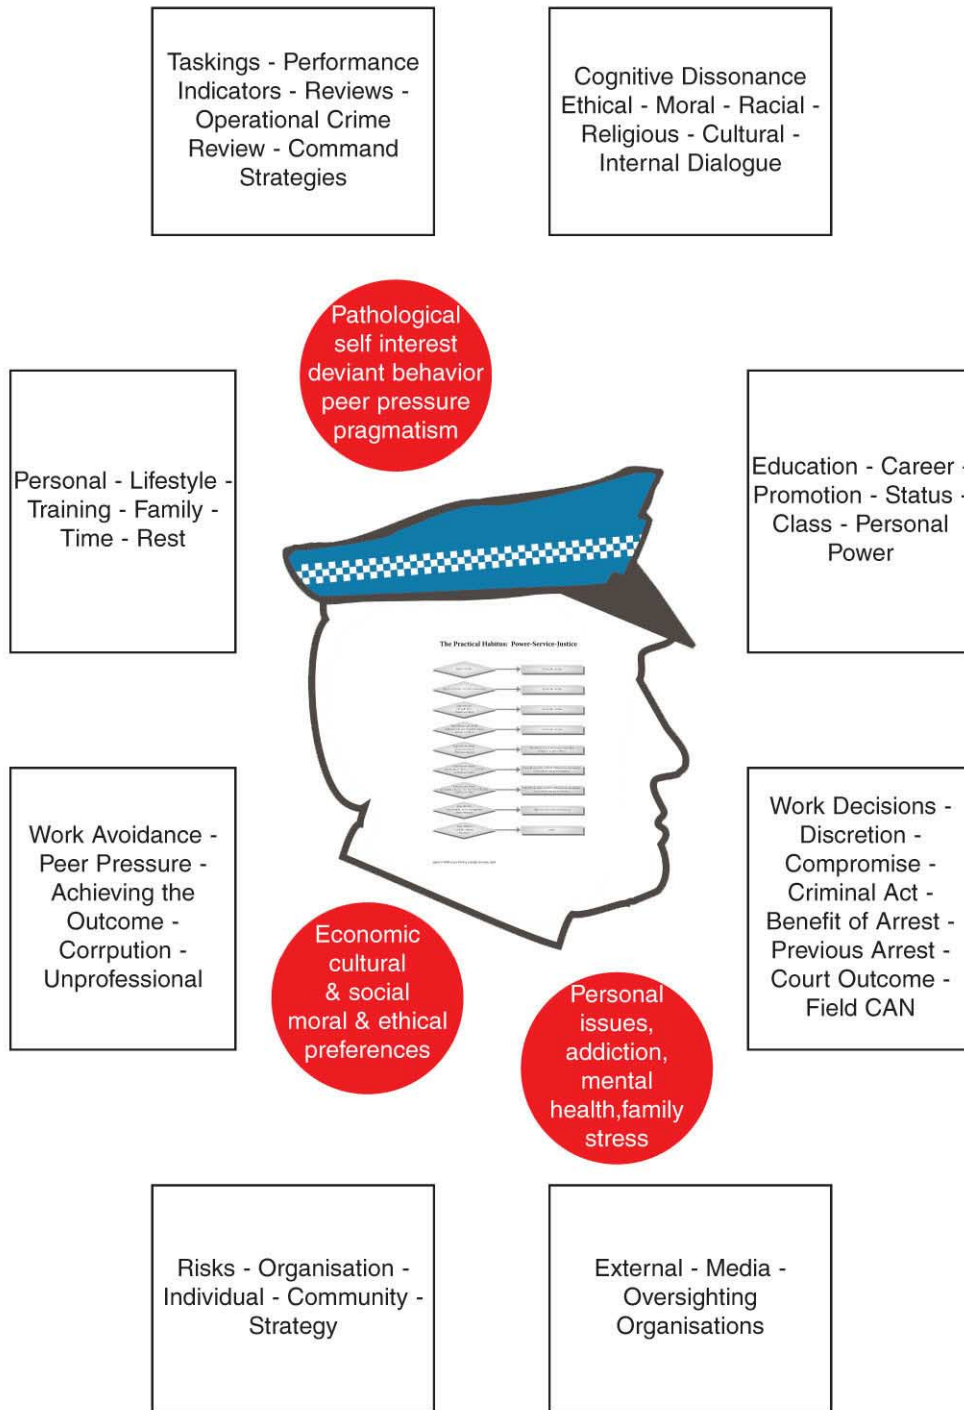 Taskings - Performance
Indicators - Reviews -
Operational Crime
Review - Command
Strategies
Cognitive Dissonance
Ethical - Moral - Racial -
Religious - Cultural -
Internal Dialogue
Pathological
self interest
deviant behavior
peer pressure
pragmatism
Personal - Lifestyle -
Training - Family -
Time - Rest
Education - Career -
Promotion - Status -
Class - Personal
Power
The Practical Habitus: Power-Service-Justice
Work Avoidance -
Peer Pressure -
Achieving the
Outcome -
Corrpution -
Unprofessional
Work Decisions -
Discretion -
Compromise -
Criminal Act -
Benefit of Arrest -
Previous Arrest -
Court Outcome -
Field CAN
Economic
cultural
& social
moral & ethical
preferences
Personal
issues,
addiction,
mental
health,family
stress
Risks - Organisation -
Individual - Community -
Strategy
External - Media -
Oversighting
Organisations